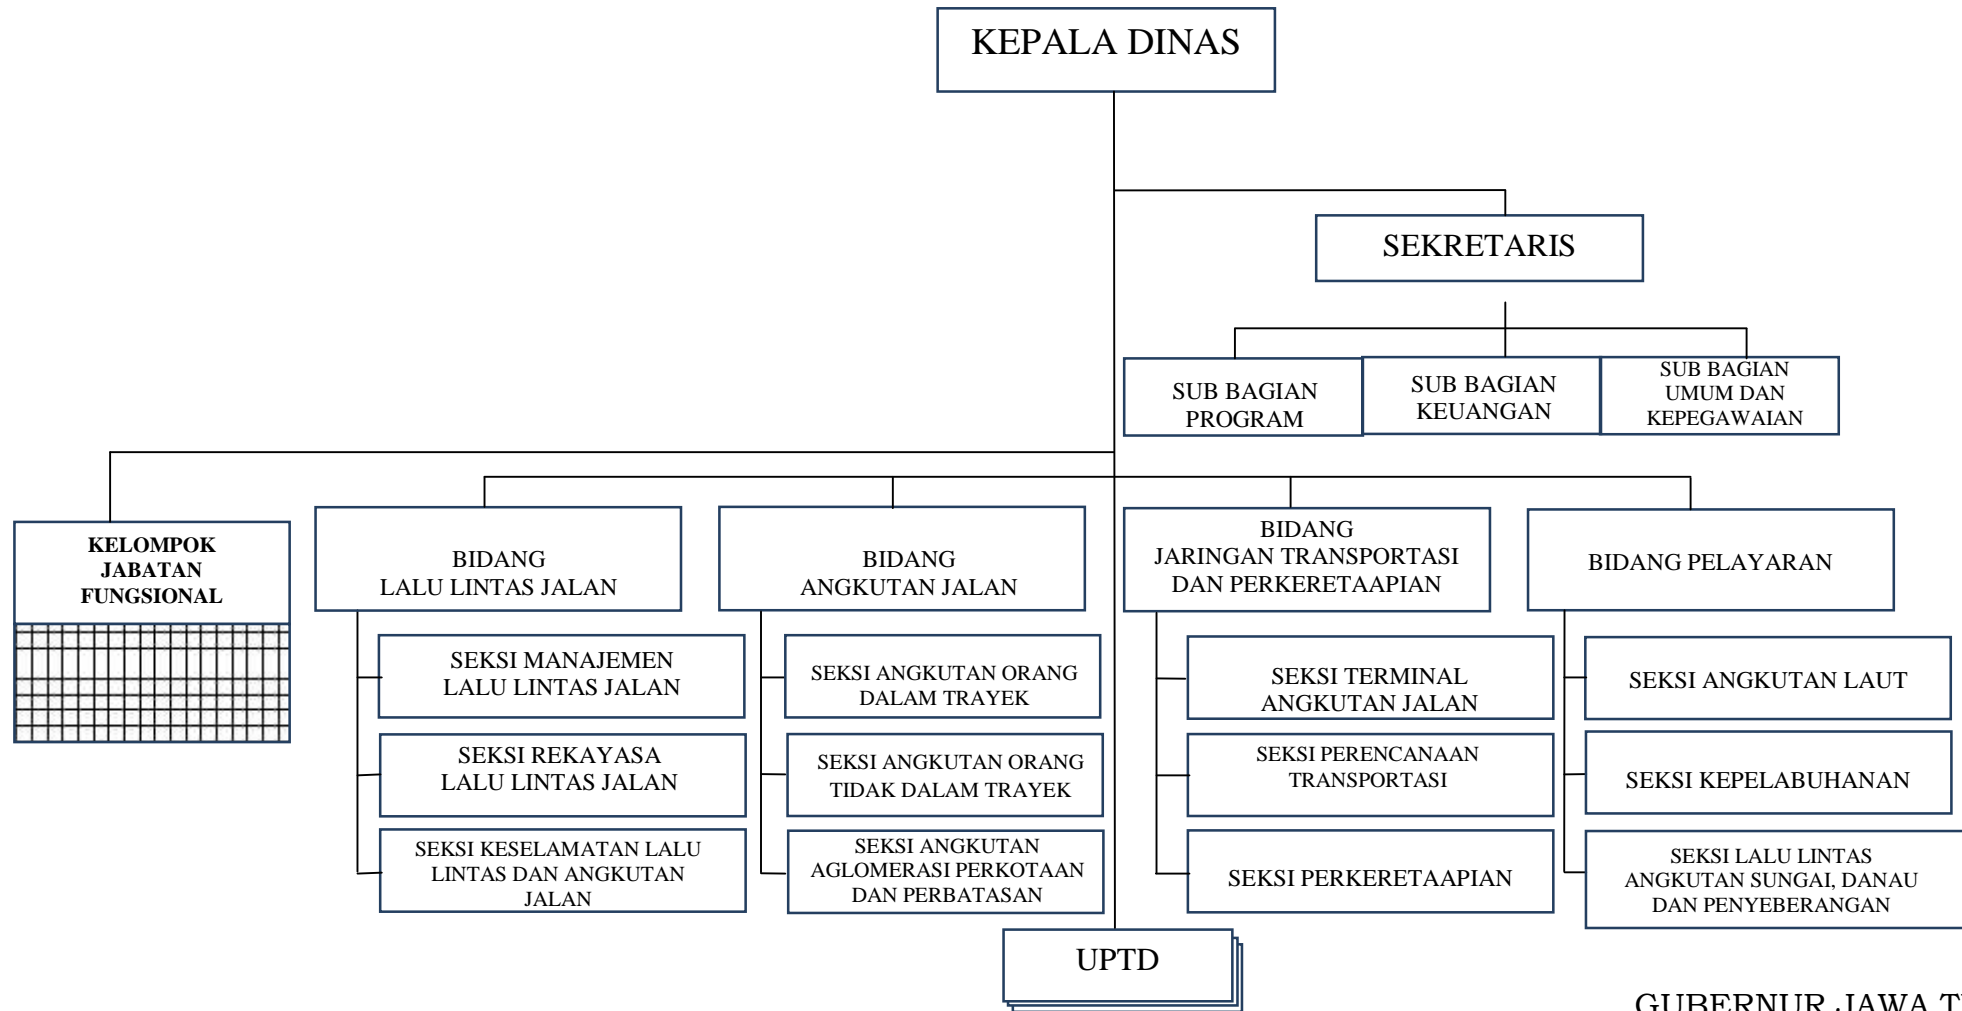 KEPALA DINAS
SEKRETARIS
SUB BAGIAN
PROGRAM
SUB BAGIAN
KEUANGAN
SUB BAGIAN
UMUM DAN
KEPEGAWAIAN
KELOMPOK
JABATAN
FUNGSIONAL
BIDANG
LALU LINTAS JALAN
SEKSI MANAJEMEN
LALU LINTAS JALAN
SEKSI REKAYASA
LALU LINTAS JALAN
SEKSI KESELAMATAN LALU
LINTAS DAN ANGKUTAN
JALAN
BIDANG
ANGKUTAN JALAN
SEKSI ANGKUTAN ORANG
DALAM TRAYEK
SEKSI ANGKUTAN ORANG
TIDAK DALAM TRAYEK
SEKSI ANGKUTAN
AGLOMERASI PERKOTAAN
DAN PERBATASAN
BIDANG
JARINGAN TRANSPORTASI
DAN PERKERETAAPIAN
SEKSI TERMINAL
ANGKUTAN JALAN
SEKSI PERENCANAAN
TRANSPORTASI
SEKSI PERKERETAAPIAN
BIDANG PELAYARAN
SEKSI ANGKUTAN LAUT
SEKSI KEPELABUHANAN
SEKSI LALU LINTAS
ANGKUTAN SUNGAI, DANAU
DAN PENYEBERANGAN
UPTD
GUBERNUR JAWA